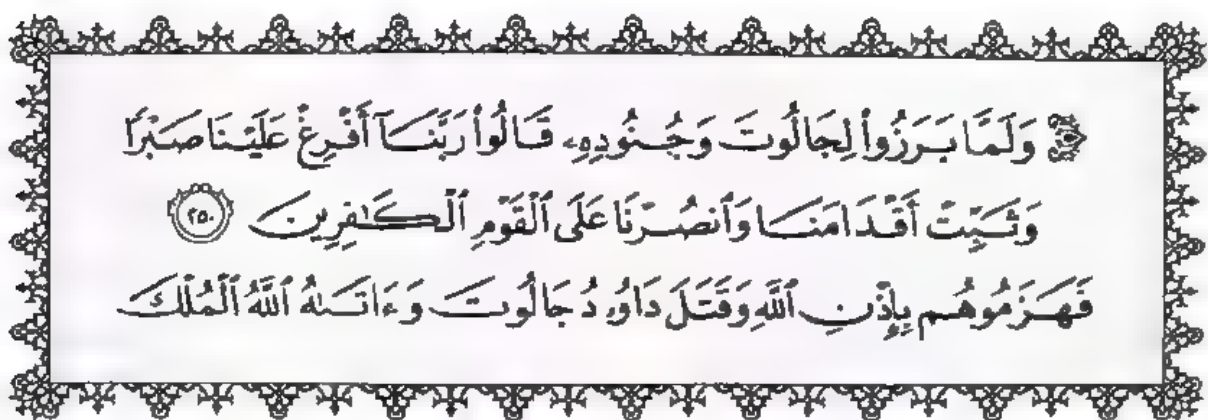 وَلَمَّا بَرَزُوا۟ لِجَالُوتَ وَجُنُودِهِۦ قَالُوا۟ رَبَّنَآ أَفْرِغْ عَلَيْنَا صَبْرًا
وَثَبِّتْ أَقْدَامَنَا وَٱنصُرْنَا عَلَى ٱلْقَوْمِ ٱلْكَـٰفِرِينَ ٢٥٠
فَهَزَمُوهُم بِإِذْنِ ٱللَّهِ وَقَتَلَ دَاوُۥدُ جَالُوتَ وَءَاتَىٰهُ ٱللَّهُ ٱلْمُلْكَ